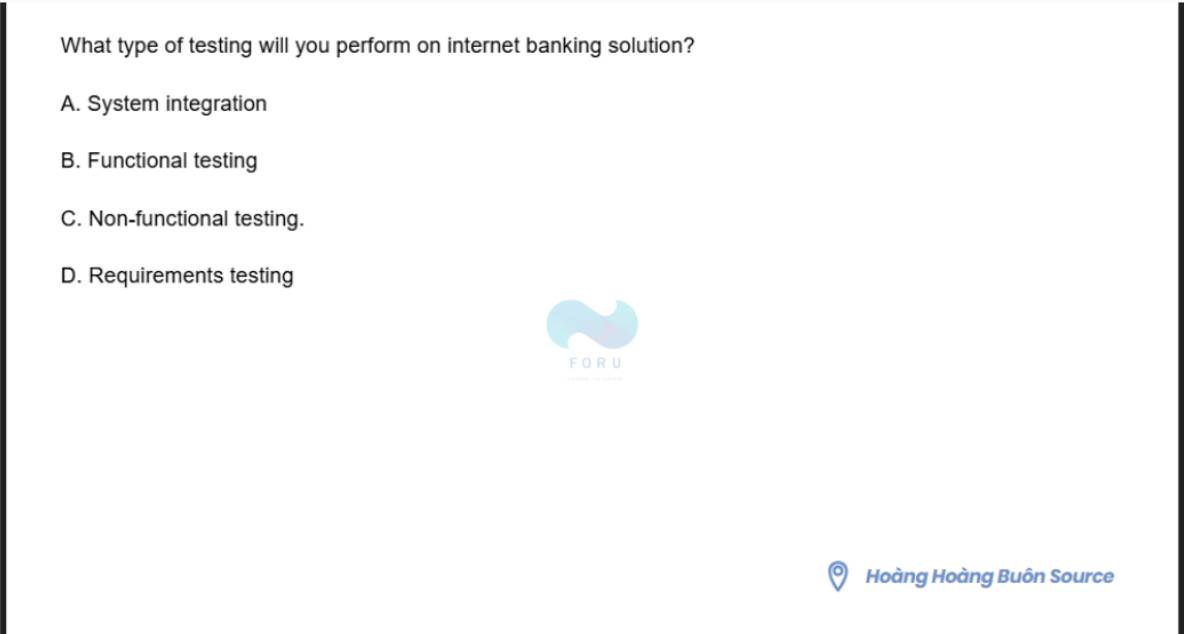 What type of testing will you perform on internet banking solution?
A. System integration
B. Functional testing
C. Non-functional testing.
D. Requirements testing
FORU
Hoàng Hoàng Buôn Source